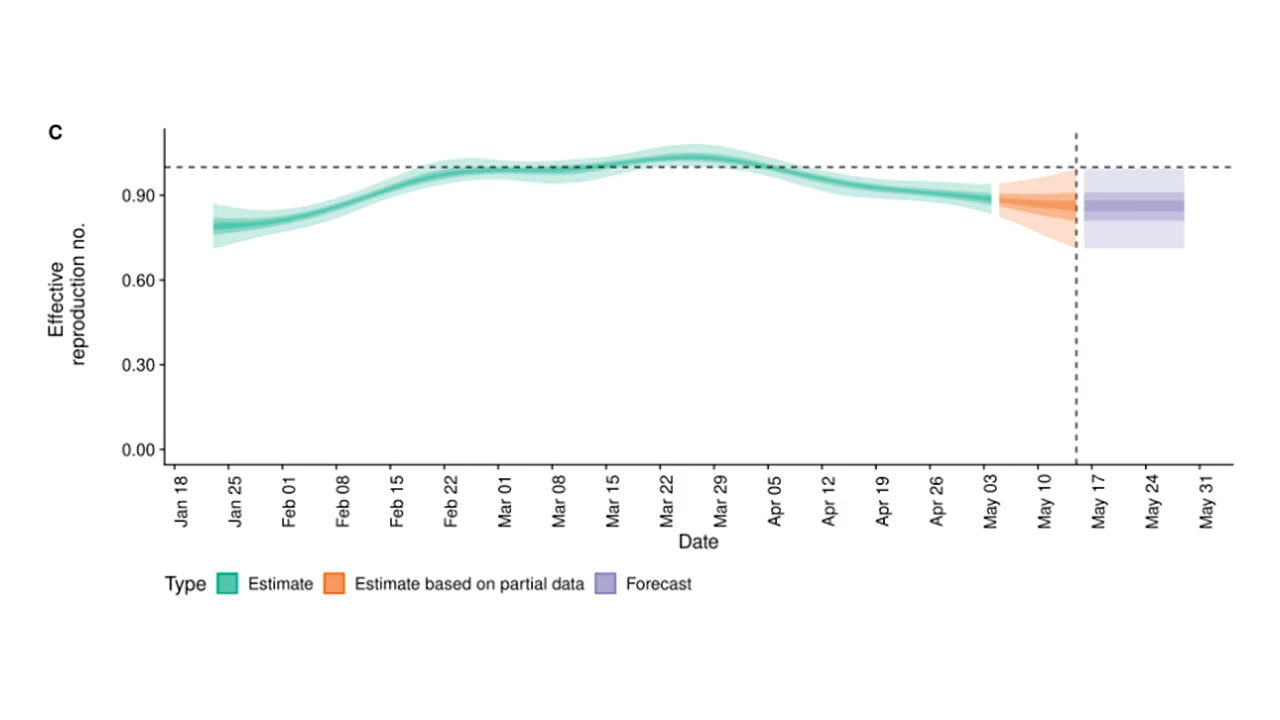 C
Effective
reproduction no.
0.90
0.60
0.30
0.00
Jan 18
Jan 25
Feb 01
Feb 08
Feb 15
Feb 22
Mar 01
Mar 08
Mar 15
Mar 22
Mar 29
Apr 05
Apr 12
Apr 19
Apr 26
May 03
May 10
May 17
May 24
May 31
Date
Type Estimate Estimate based on partial data Forecast